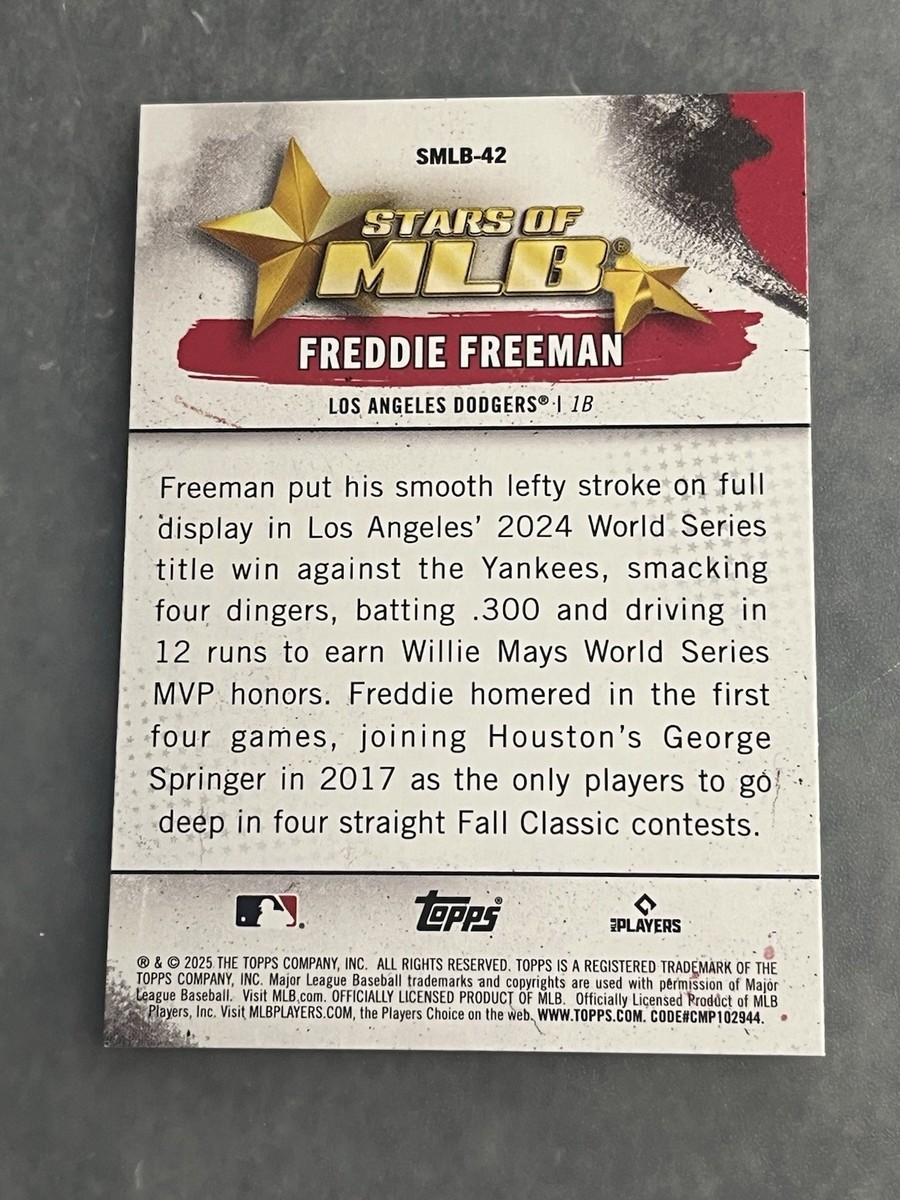 SMLB-42
STARS OF
MLB®
FREDDIE FREEMAN
LOS ANGELES DODGERS® | 1B
Freeman put his smooth lefty stroke on full
display in Los Angeles' 2024 World Series
title win against the Yankees, smacking
four dingers, batting .300 and driving in
12 runs to earn Willie Mays World Series
MVP honors. Freddie homered in the first
four games, joining Houston's George
Springer in 2017 as the only players to go
deep in four straight Fall Classic contests.
Topps®
MLB PLAYERS
® & © 2025 THE TOPPS COMPANY, INC. ALL RIGHTS RESERVED. TOPPS IS A REGISTERED TRADEMARK OF THE
TOPPS COMPANY, INC. Major League Baseball trademarks and copyrights are used with permission of Major
League Baseball. Visit MLB.com. OFFICIALLY LICENSED PRODUCT OF MLB. Officially Licensed Product of MLB
Players, Inc. Visit MLBPLAYERS.COM, the Players Choice on the web. WWW.TOPPS.COM. CODE#CMP102944.